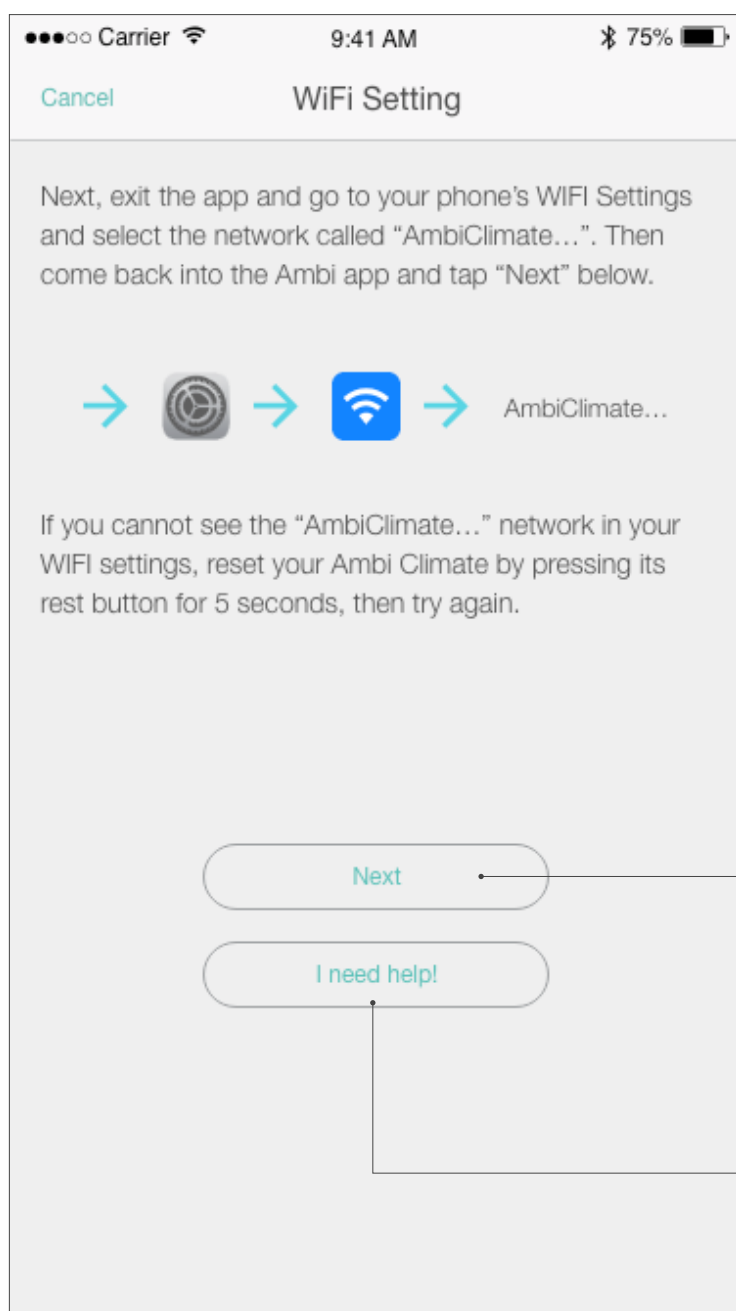 ●●●○○ Carrier 9:41 AM 75%
Cancel WiFi Setting
Next, exit the app and go to your phone’s WIFI Settings
and select the network called “AmbiClimate…”. Then
come back into the Ambi app and tap “Next” below.
AmbiClimate…
If you cannot see the “AmbiClimate…” network in your
WIFI settings, reset your Ambi Climate by pressing its
rest button for 5 seconds, then try again.
Next
I need help!